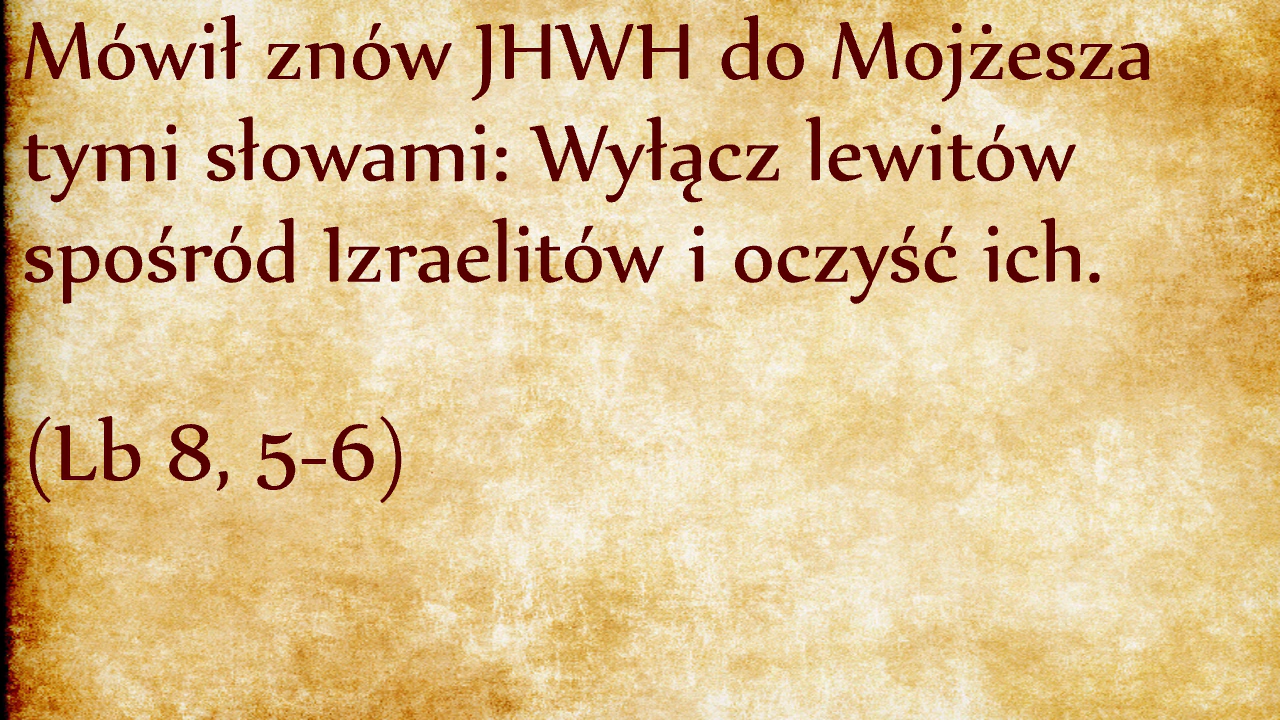 Mówił znów JHWH do Mojżesza
tymi słowami: Wyłącz lewitów
spośród Izraelitów i oczyść ich.
(Lb 8, 5-6)